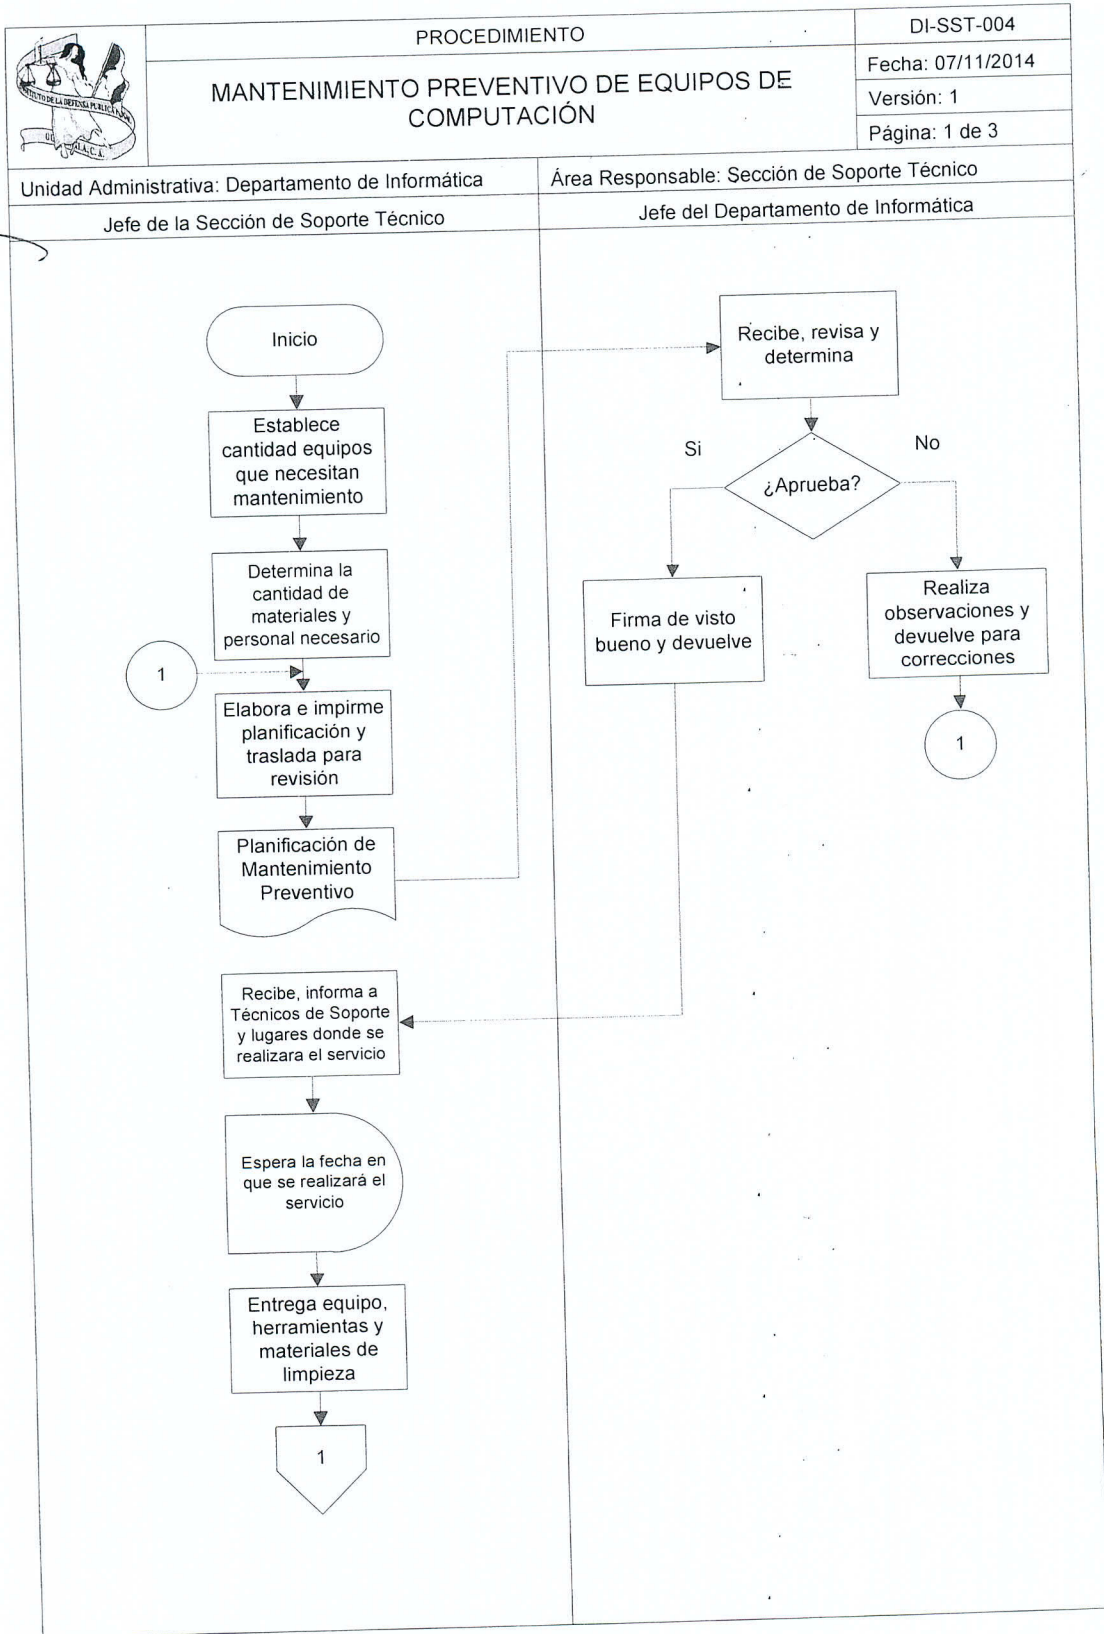 PROCEDIMIENTO
MANTENIMIENTO PREVENTIVO DE EQUIPOS DE
COMPUTACIÓN
DI-SST-004
Fecha: 07/11/2014
Versión: 1
Página: 1 de 3
Unidad Administrativa: Departamento de Informática
Área Responsable: Sección de Soporte Técnico
Jefe de la Sección de Soporte Técnico
Jefe del Departamento de Informática
Inicio
Establece
cantidad equipos
que necesitan
mantenimiento
Determina la
cantidad de
materiales y
personal necesario
1
Elabora e impirme
planificación y
traslada para
revisión
Planificación de
Mantenimiento
Preventivo
Recibe, revisa y
determina
¿Aprueba?
Si
No
Firma de visto
bueno y devuelve
Realiza
observaciones y
devuelve para
correcciones
1
Recibe, informa a
Técnicos de Soporte
y lugares donde se
realizara el servicio
Espera la fecha en
que se realizará el
servicio
Entrega equipo,
herramientas y
materiales de
limpieza
1